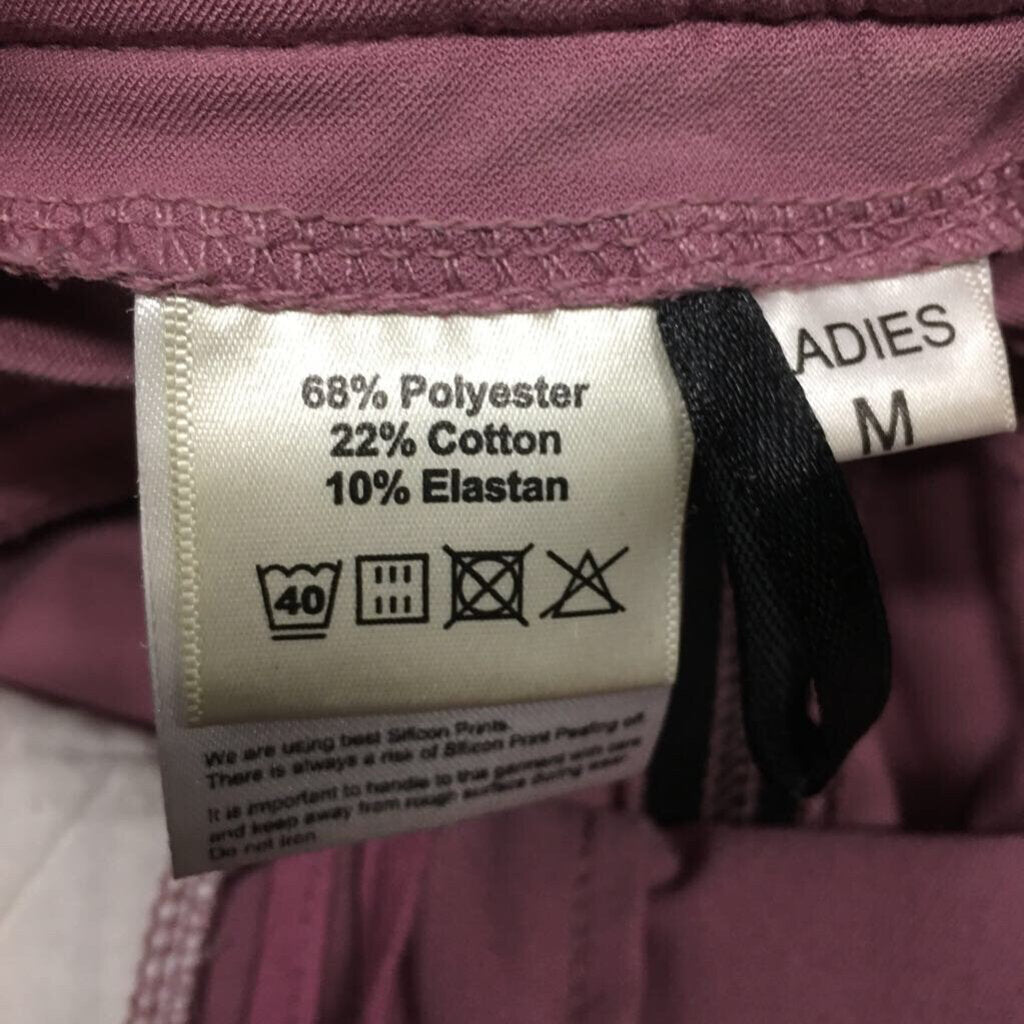 68% Polyester
22% Cotton
10% Elastan
40
ADIES
M
We are using best Silicon Prints.
There is always a risk of Silicon Print Peeling off.
It is important to handle to this garment with care
and keep away from rough surface during wear.
Do not iron